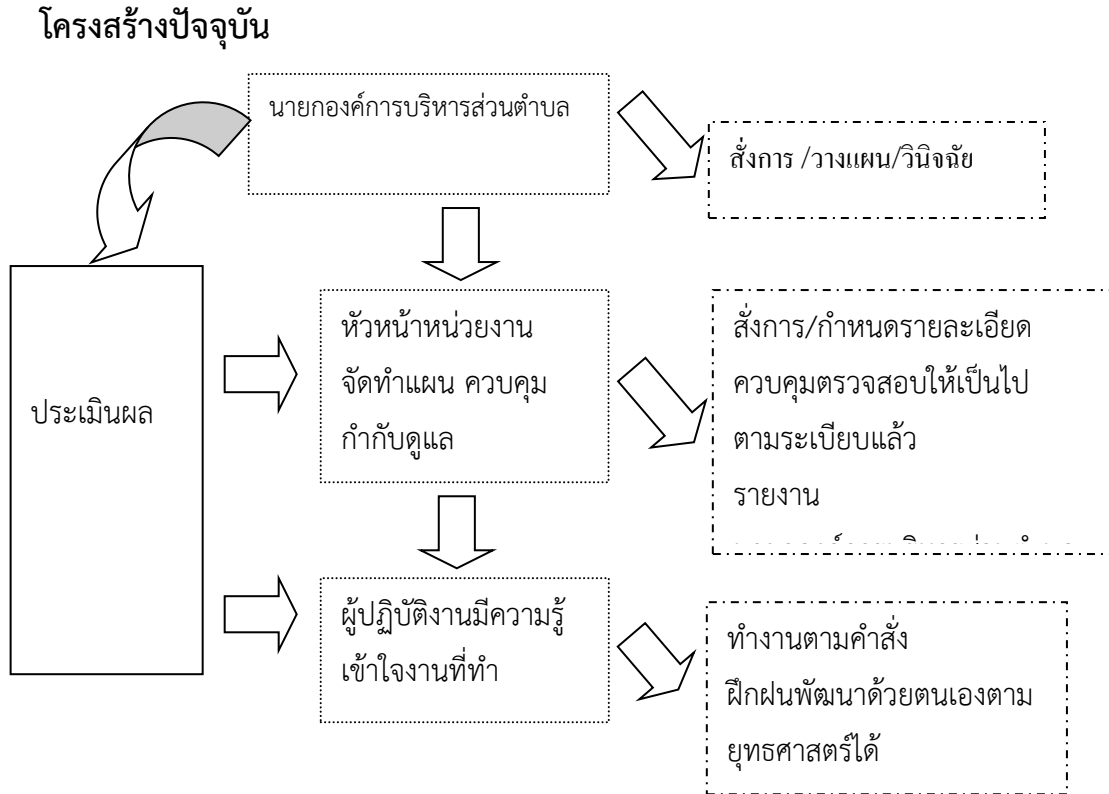 โครงสร้างปัจจุบัน
นายกองค์การบริหารส่วนตำบล
สั่งการ /วางแผน/วินิจฉัย
ประเมินผล
หัวหน้าหน่วยงาน
จัดทำแผน ควบคุม
กำกับดูแล
สั่งการ/กำหนดรายละเอียด
ควบคุมตรวจสอบให้เป็นไป
ตามระเบียบแล้ว
รายงาน
ผู้ปฏิบัติงานมีความรู้
เข้าใจงานที่ทำ
ทำงานตามคำสั่ง
ฝึกฝนพัฒนาด้วยตนเองตาม
ยุทธศาสตร์ได้